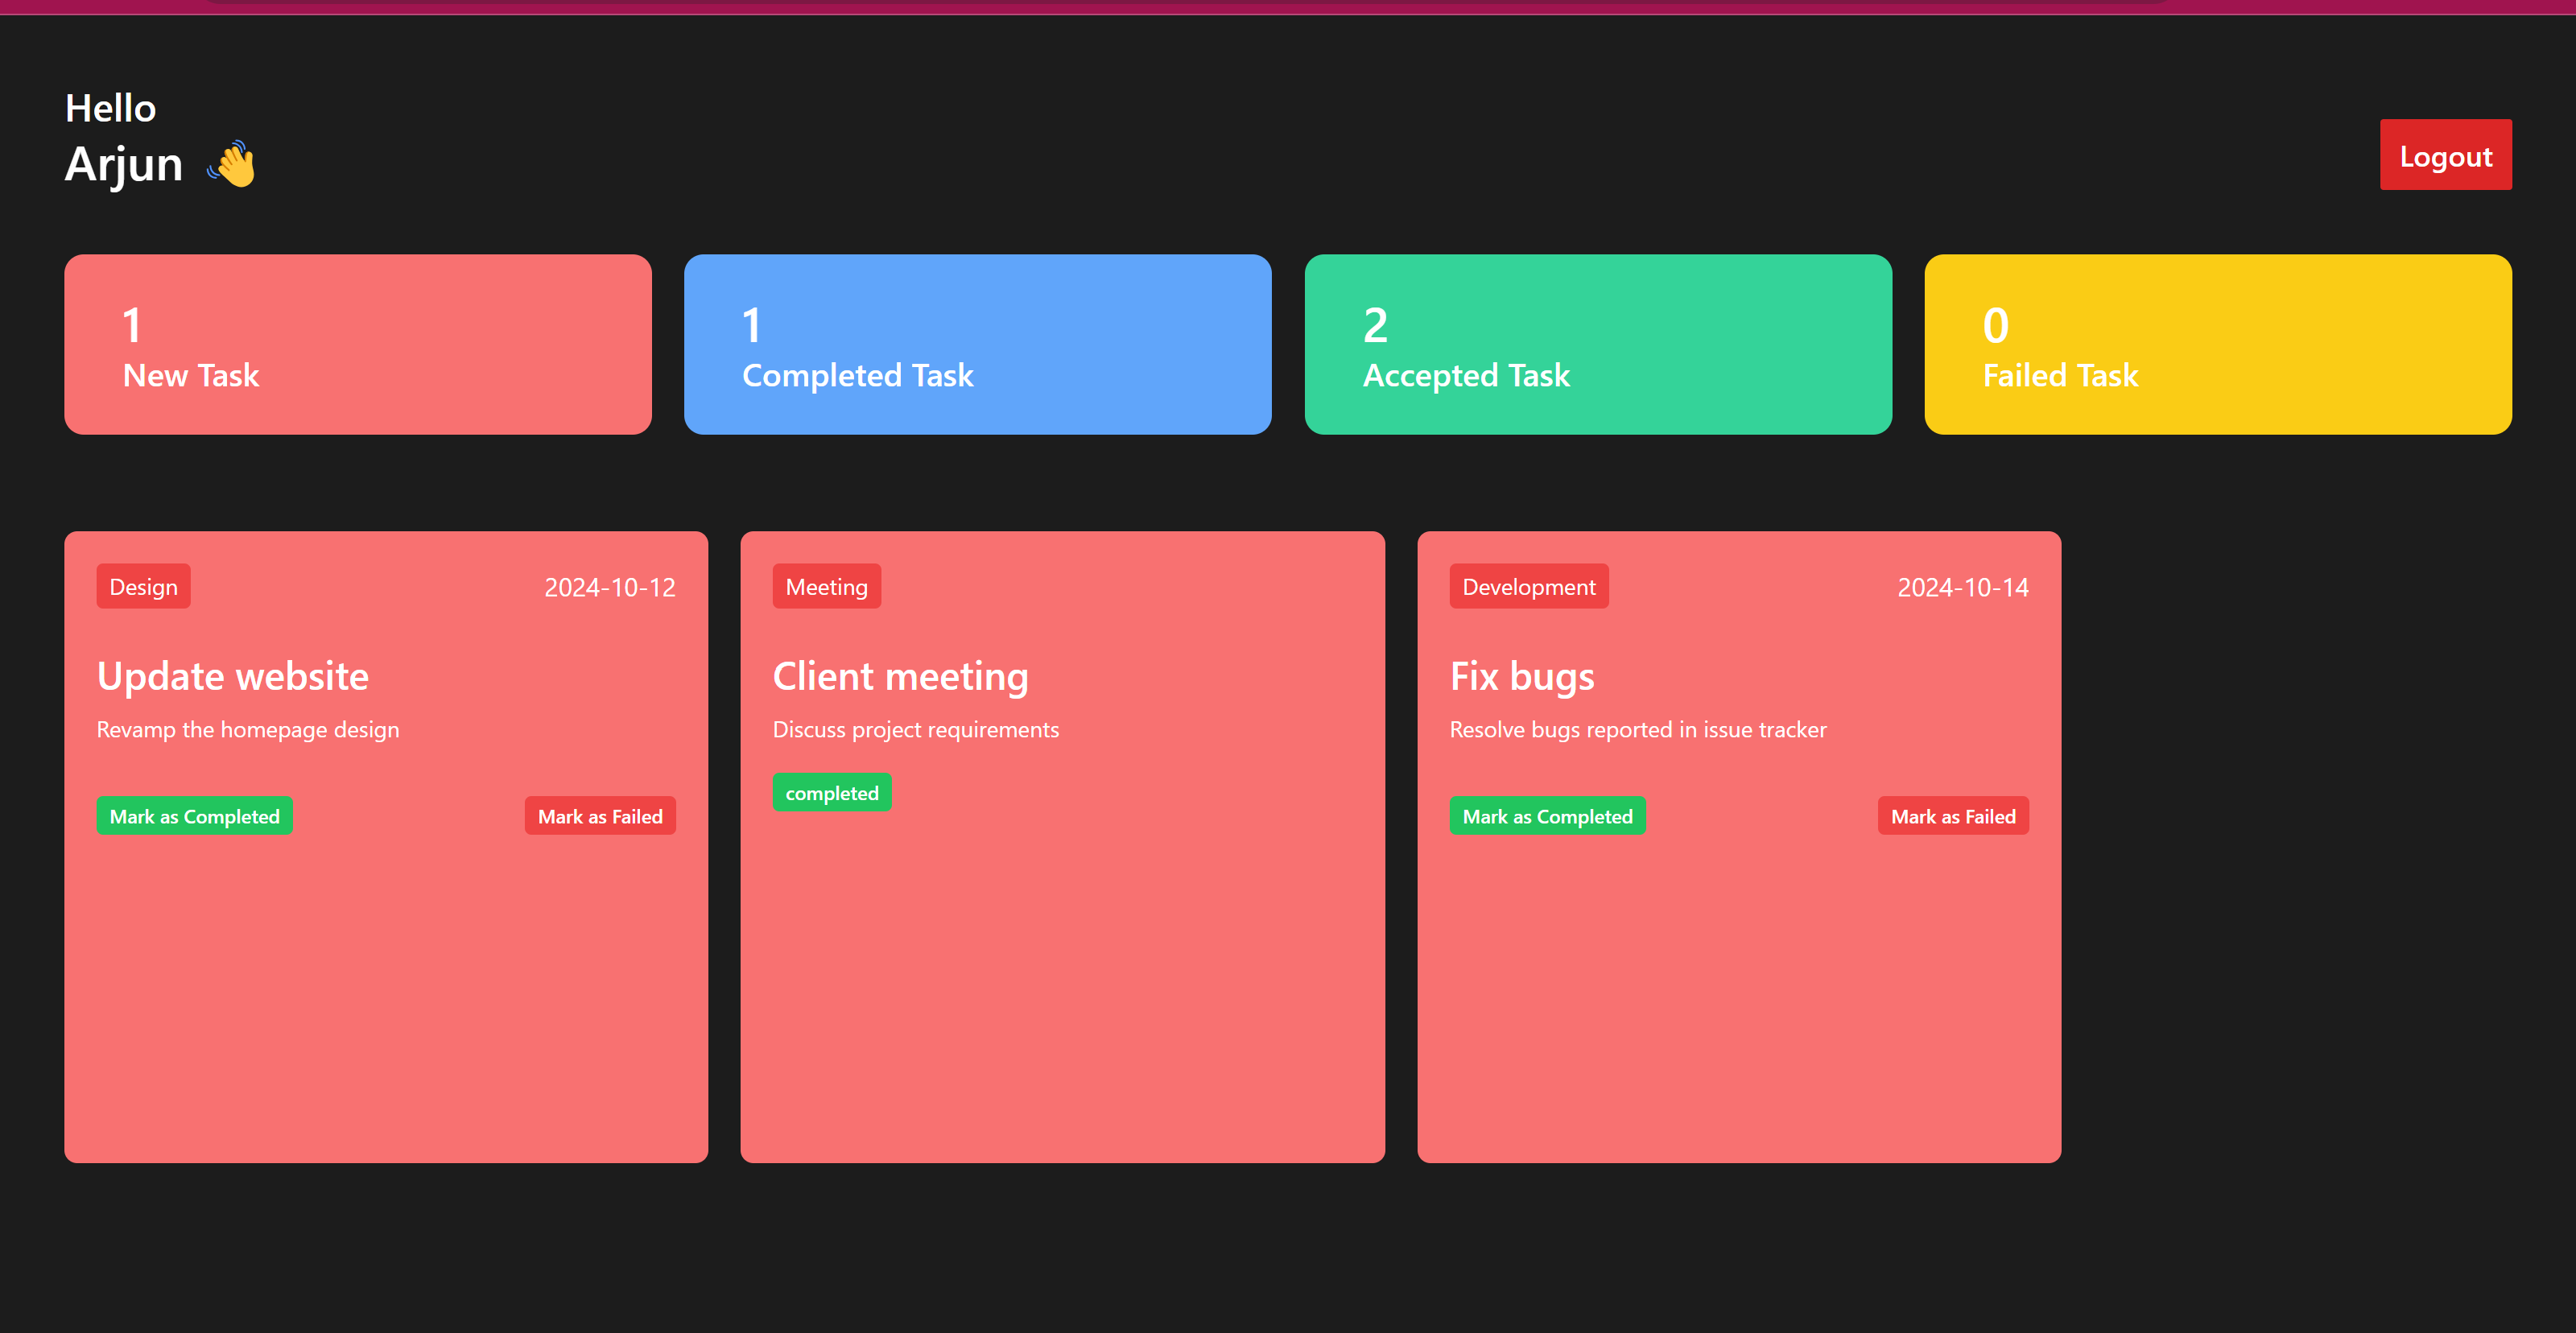 Hello
Arjun 👋
Logout
1
New Task
1
Completed Task
2
Accepted Task
0
Failed Task
Design
2024-10-12
Update website
Revamp the homepage design
Mark as Completed
Mark as Failed
Meeting
Client meeting
Discuss project requirements
completed
Development
2024-10-14
Fix bugs
Resolve bugs reported in issue tracker
Mark as Completed
Mark as Failed